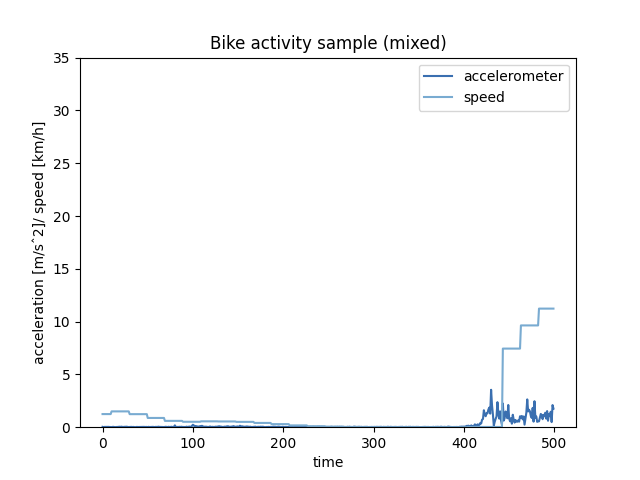 Bike activity sample (mixed)
35
30
25
20
15
10
5
0
acceleration [m/sˆ2]/ speed [km/h]
accelerometer
speed
0 100 200 300 400 500
time